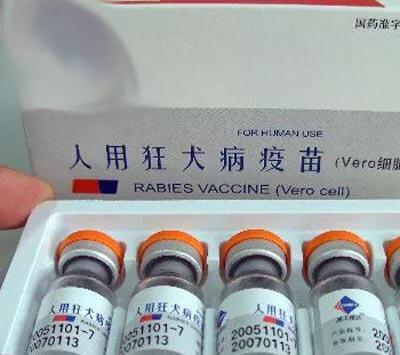 国药准字
FOR HUMAN USE
人用狂犬病疫苗 (Vero细胞
RABIES VACCINE (Vero cell)
人用狂犬病疫
20051101-7
20070113
人用狂犬病疫苗
20051101-7
20070113
人用狂犬病疫
20051101-7
20070113